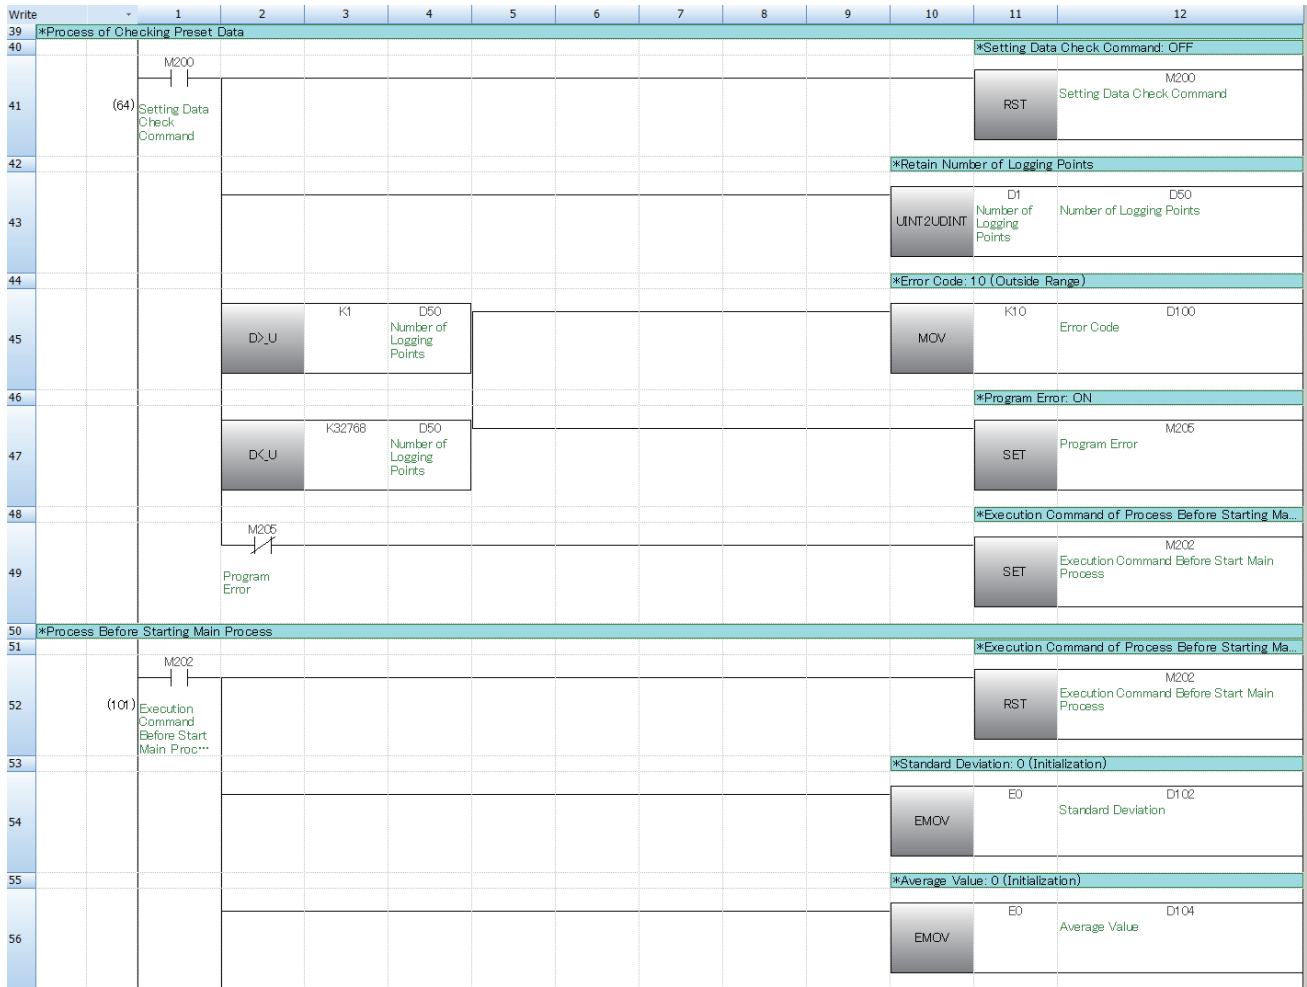 Write 1 2 3 4 5 6 7 8 9 10 11 12
39 *Process of Checking Preset Data
40 *Setting Data Check Command: OFF
M200
41 (64)
Setting Data
Check
Command
RST
M200
Setting Data Check Command
42 *Retain Number of Logging Points
43
UINT2UDINT
D1
Number of
Logging
Points
D50
Number of Logging Points
44 *Error Code: 10 (Outside Range)
45
D>_U
K1
D50
Number of
Logging
Points
MOV
K10
D100
Error Code
46 *Program Error: ON
47
D<_U
K32768
D50
Number of
Logging
Points
SET
M205
Program Error
48 *Execution Command of Process Before Starting Ma...
49
M205
Program
Error
SET
M202
Execution Command Before Start Main
Process
50 *Process Before Starting Main Process
51 *Execution Command of Process Before Starting Ma...
M202
52 (101)
Execution
Command
Before Start
Main Proc…
RST
M202
Execution Command Before Start Main
Process
53 *Standard Deviation: 0 (Initialization)
54
EMOV
E0
D102
Standard Deviation
55 *Average Value: 0 (Initialization)
56
EMOV
E0
D104
Average Value